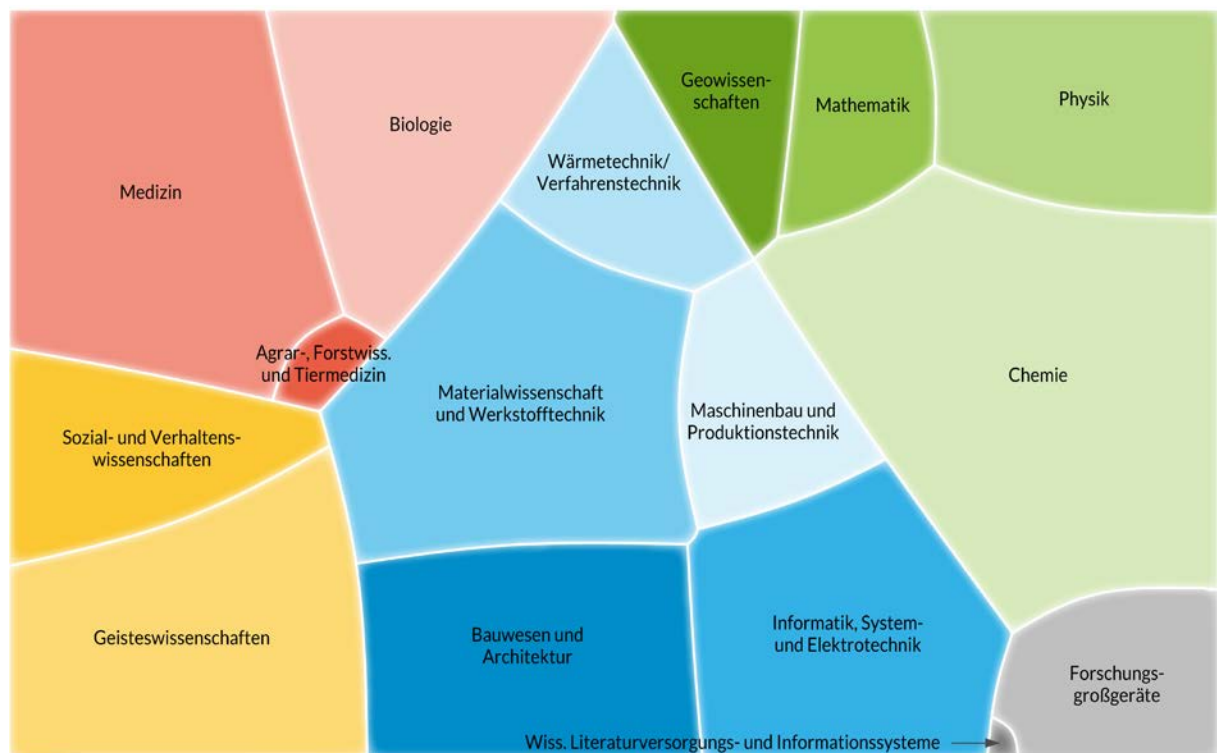 Geowissen-
schaften
Mathematik
Physik
Biologie
Wärmetechnik/
Verfahrenstechnik
Medizin
Agrar-, Forstwiss.
und Tiermedizin
Materialwissenschaft
und Werkstofftechnik
Maschinenbau und
Produktionstechnik
Chemie
Sozial- und Verhaltens-
wissenschaften
Geisteswissenschaften
Bauwesen und
Architektur
Informatik, System-
und Elektrotechnik
Forschungs-
großgeräte
Wiss. Literaturversorgungs- und Informationssysteme